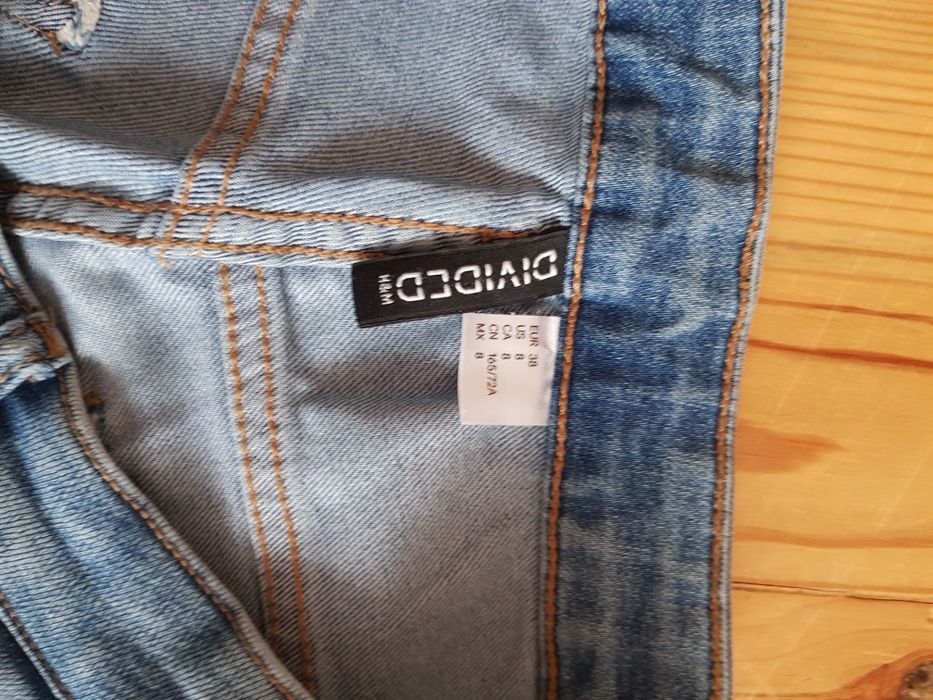 DIVIDED
H&M
EUR 38
US 8
CA 8
CN 165/72A
MX 8